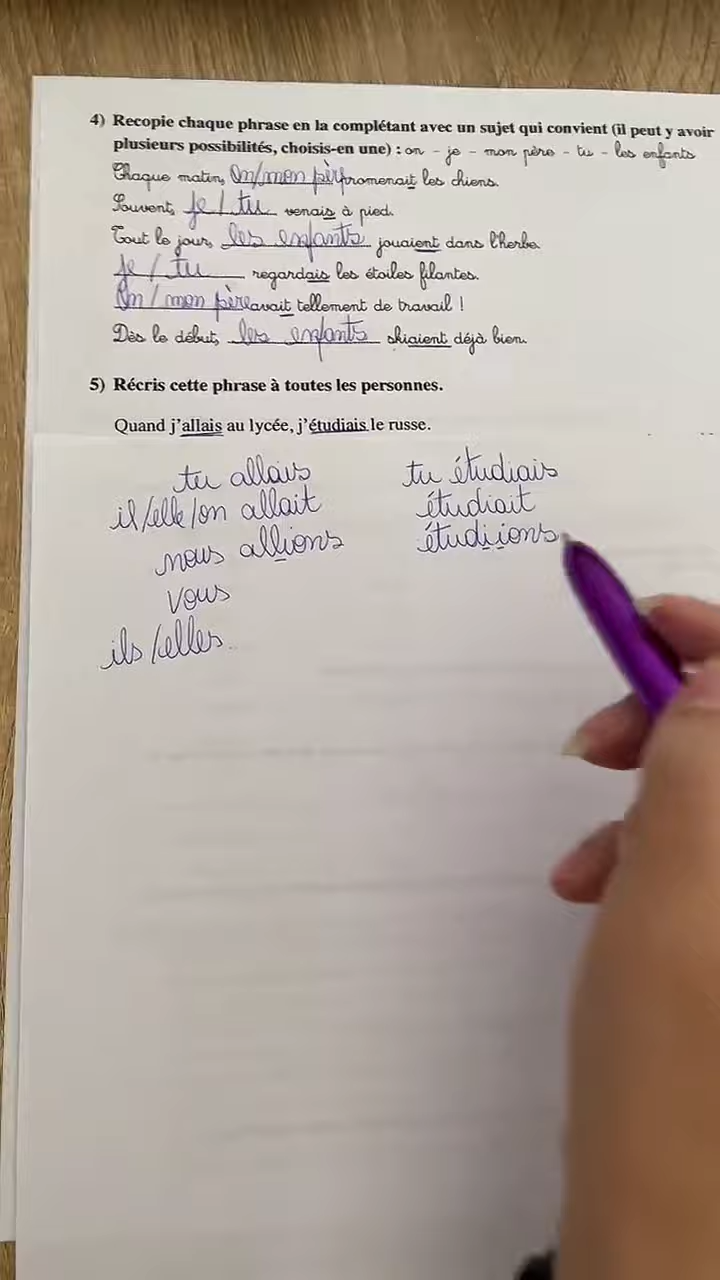 4) Recopie chaque phrase en la complétant avec un sujet qui convient (il peut y avoir
plusieurs possibilités, choisis-en une) : on - je - mon père - tu - les enfants
Chaque matin, On/mon père promenait les chiens.
Souvent, je / tu venais à pied.
Tout le jour, les enfants jouaient dans l'herbe.
Je / tu regardais les étoiles filantes.
On / mon père avait tellement de travail !
Dès le début, les enfants skiaient déjà bien.
5) Récris cette phrase à toutes les personnes.
Quand j'allais au lycée, j'étudiais le russe.
tu allais tu étudiais
il/elle/on allait étudiait
nous allions étudiions
vous
ils/elles